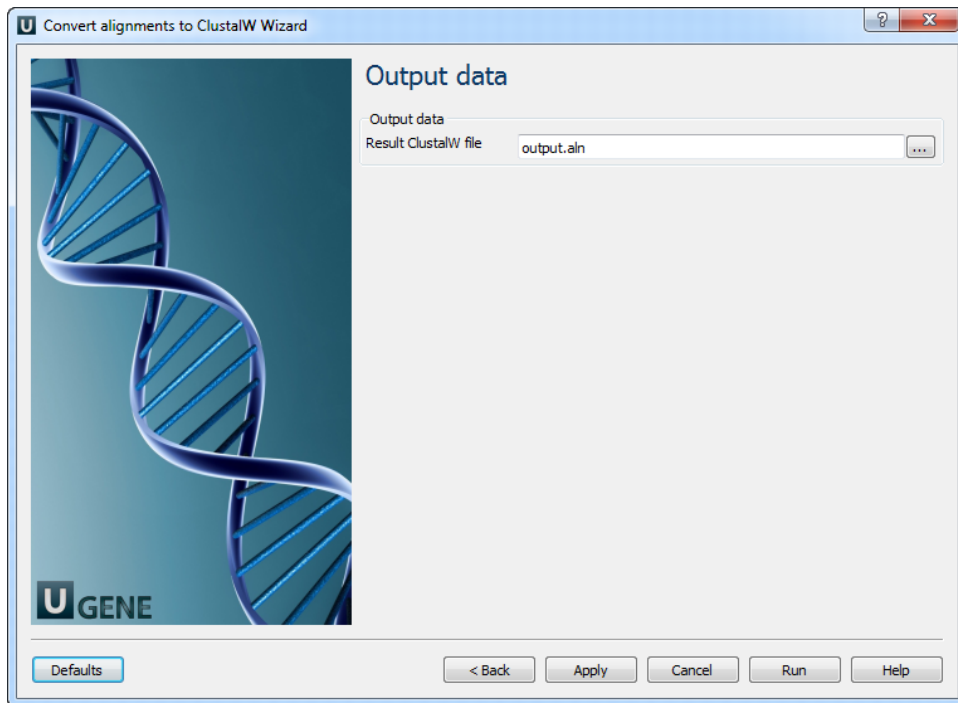 U Convert alignments to ClustalW Wizard
?
X
Output data
Output data
Result ClustalW file
output.aln
...
U GENE
Defaults
< Back
Apply
Cancel
Run
Help